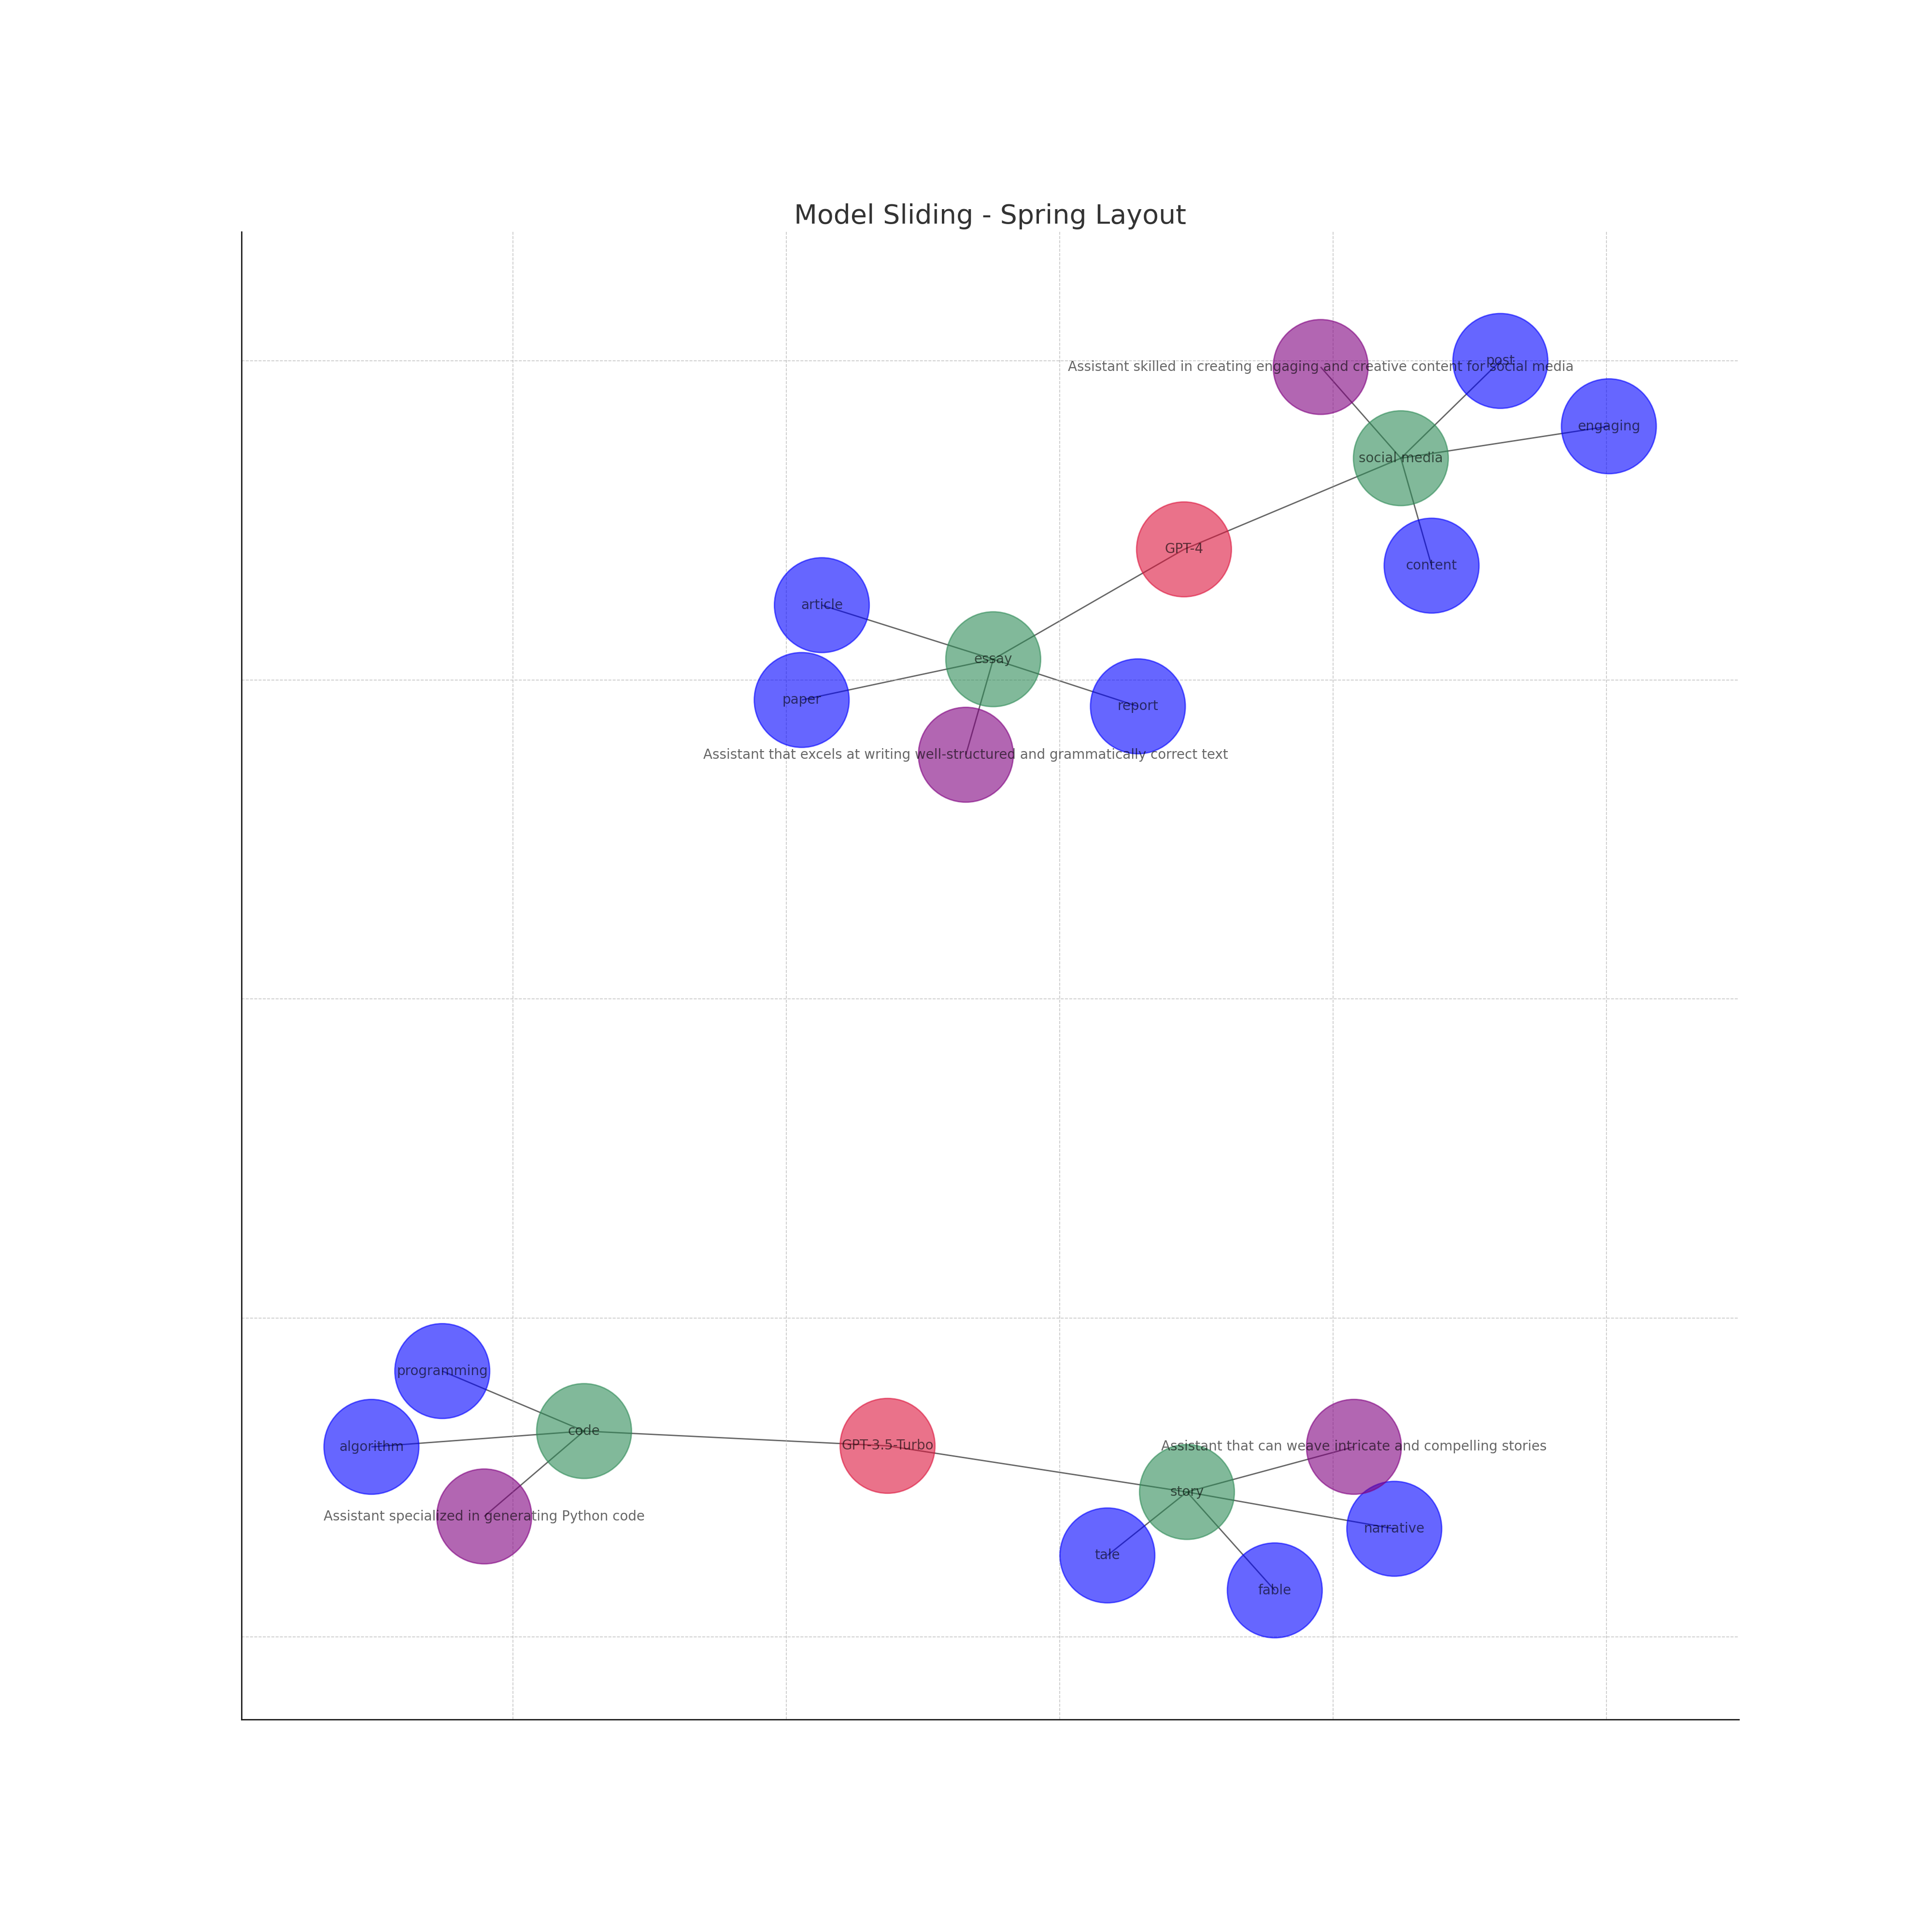 Model Sliding - Spring Layout
post
Assistant skilled in creating engaging and creative content for social media
engaging
social media
GPT-4
content
article
essay
paper
report
Assistant that excels at writing well-structured and grammatically correct text
programming
code
GPT-3.5-Turbo
algorithm
Assistant that can weave intricate and compelling stories
story
Assistant specialized in generating Python code
narrative
tale
fable